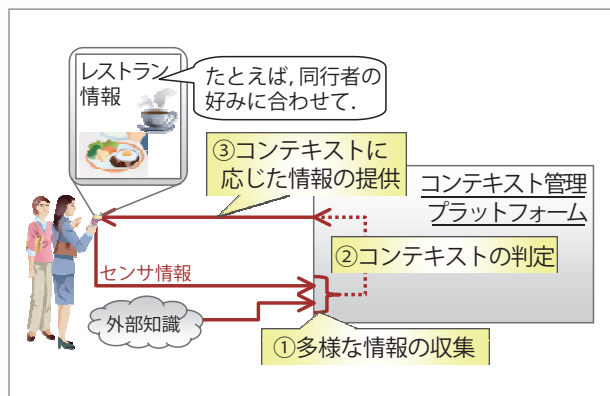 レストラン
情報
たとえば，同行者の
好みに合わせて．
③コンテキストに
応じた情報の提供
コンテキスト管理
プラットフォーム
②コンテキストの判定
センサ情報
外部知識
①多様な情報の収集